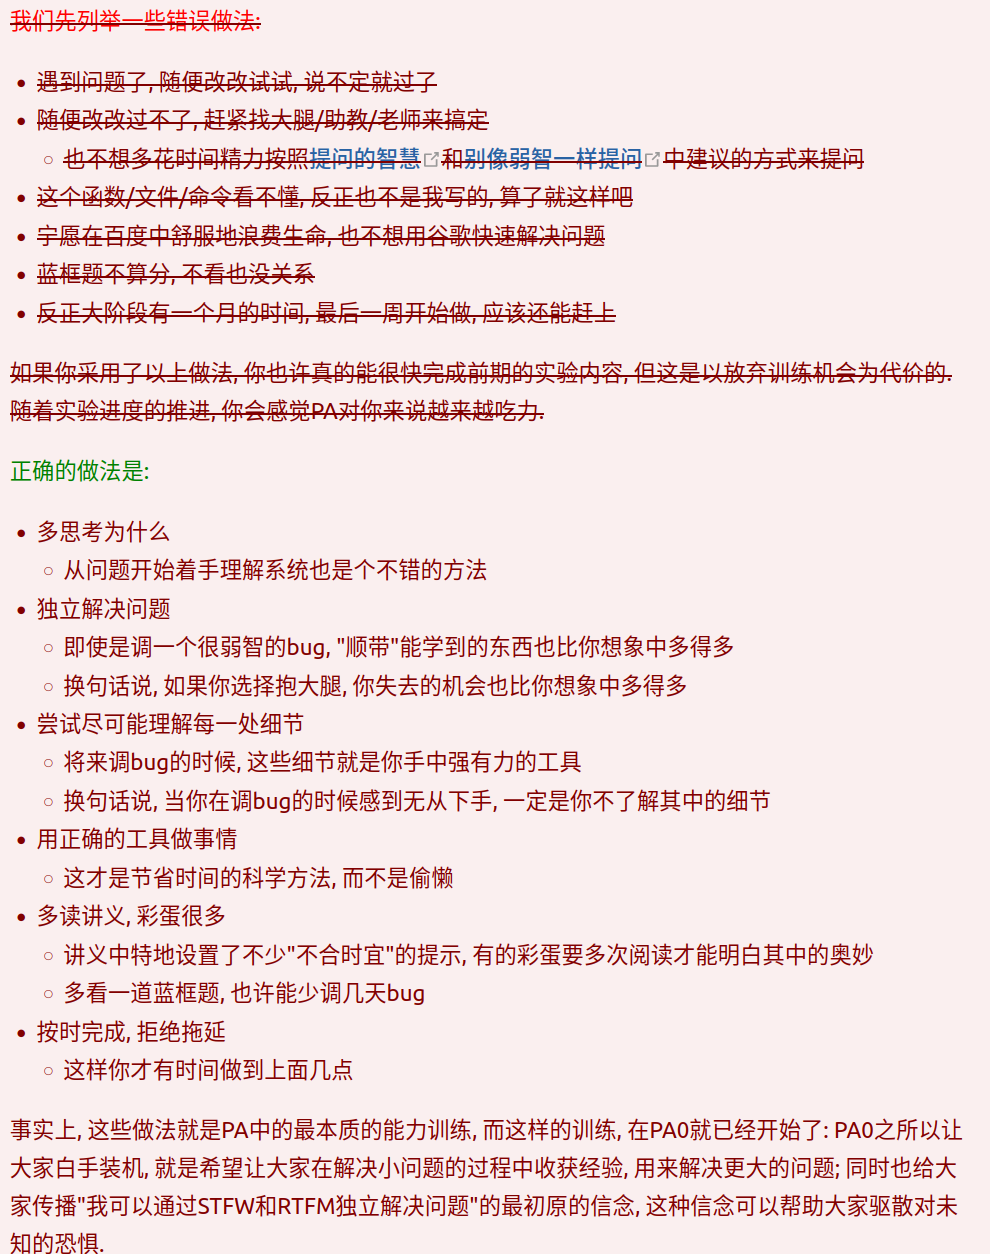 我们先列举一些错误做法:
遇到问题了, 随便改改试试, 说不定就过了
随便改改过不了, 赶紧找大腿/助教/老师来搞定
也不想多花时间精力按照提问的智慧和别像弱智一样提问中建议的方式来提问
这个函数/文件/命令看不懂, 反正也不是我写的, 算了就这样吧
宁愿在百度中舒服地浪费生命, 也不想用谷歌快速解决问题
蓝框题不算分, 不看也没关系
反正大阶段有一个月的时间, 最后一周开始做, 应该还能赶上
如果你采用了以上做法, 你也许真的能很快完成前期的实验内容, 但这是以放弃训练机会为代价的.
随着实验进度的推进, 你会感觉PA对你来说越来越吃力.
正确的做法是:
多思考为什么
从问题开始着手理解系统也是个不错的方法
独立解决问题
即使是调一个很弱智的bug, "顺带"能学到的东西也比你想象中多得多
换句话说, 如果你选择抱大腿, 你失去的机会也比你想象中多得多
尝试尽可能理解每一处细节
将来调bug的时候, 这些细节就是你手中强有力的工具
换句话说, 当你在调bug的时候感到无从下手, 一定是你不了解其中的细节
用正确的工具做事情
这才是节省时间的科学方法, 而不是偷懒
多读讲义, 彩蛋很多
讲义中特地设置了不少"不合时宜"的提示, 有的彩蛋要多次阅读才能明白其中的奥妙
多看一道蓝框题, 也许能少调几天bug
按时完成, 拒绝拖延
这样你才有时间做到上面几点
事实上, 这些做法就是PA中的最本质的能力训练, 而这样的训练, 在PA0就已经开始了: PA0之所以让
大家白手装机, 就是希望让大家在解决小问题的过程中收获经验, 用来解决更大的问题; 同时也给大
家传播"我可以通过STFW和RTFM独立解决问题"的最初原的信念, 这种信念可以帮助大家驱散对未
知的恐惧.